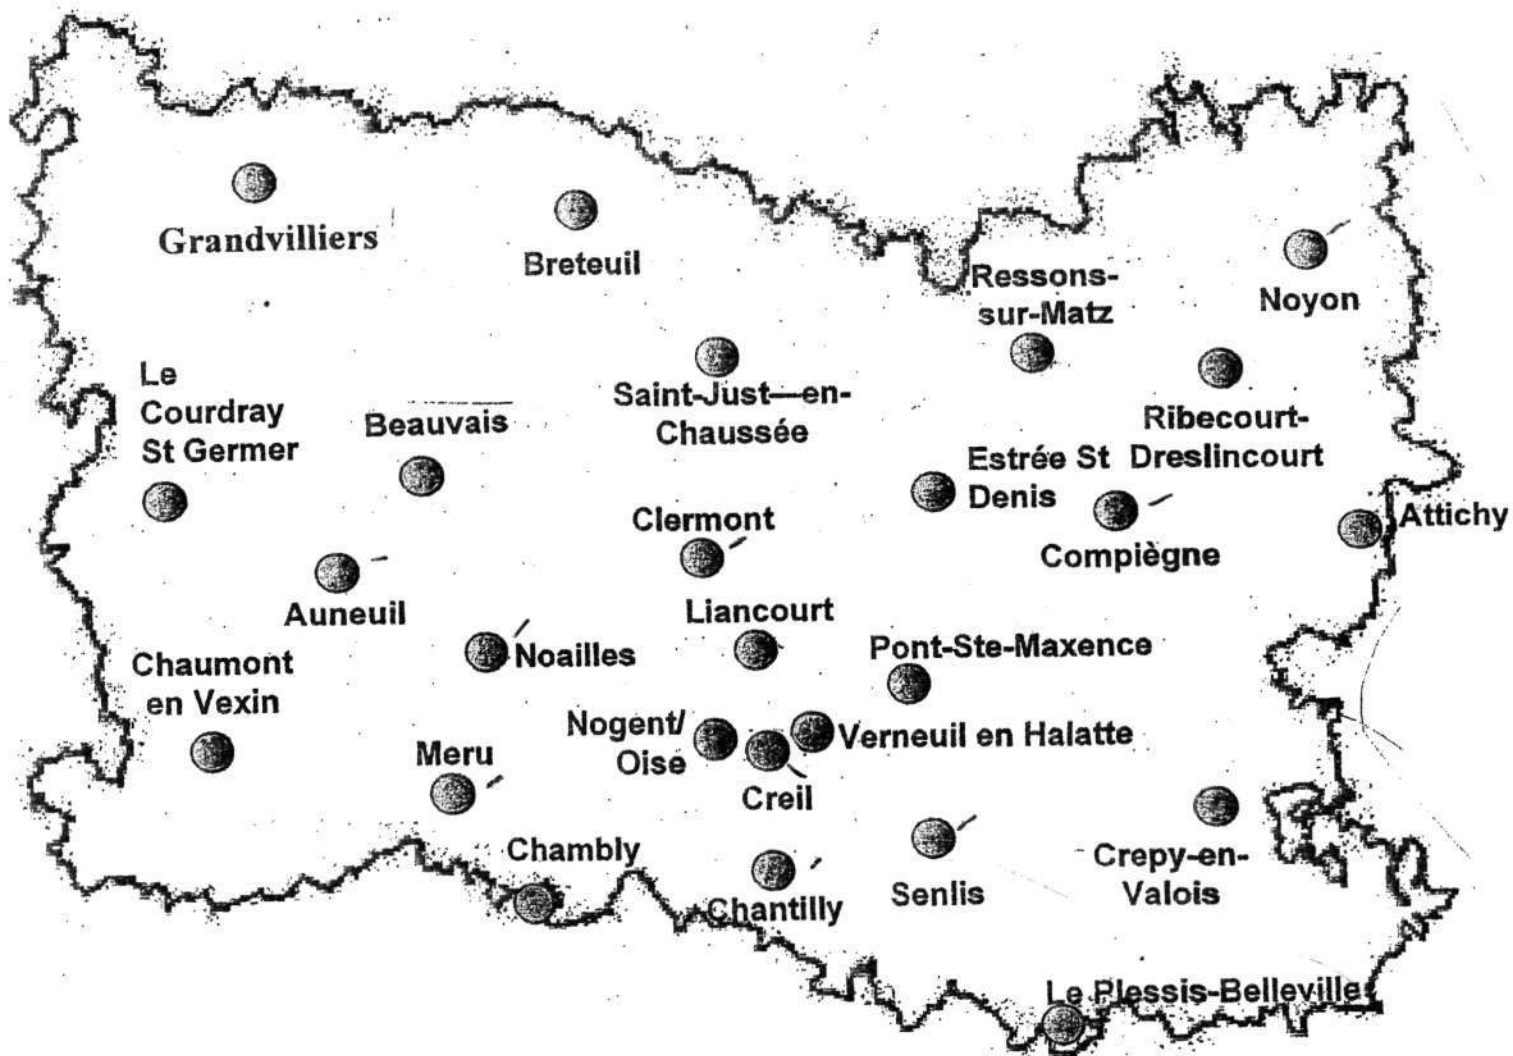 Grandvilliers
Breteuil
Ressons-
sur-Matz
Noyon
Le
Courdray
St Germer
Beauvais
Saint-Just—en-
Chaussée
Ribecourt-
Dreslincourt
Estrée St
Denis
Attichy
Clermont
Compiègne
Auneuil
Liancourt
Noailles
Pont-Ste-Maxence
Chaumont
en Vexin
Nogent/
Oise
Verneuil en Halatte
Meru
Creil
Chambly
Chantilly
Senlis
Crepy-en-
Valois
Le Plessis-Belleville